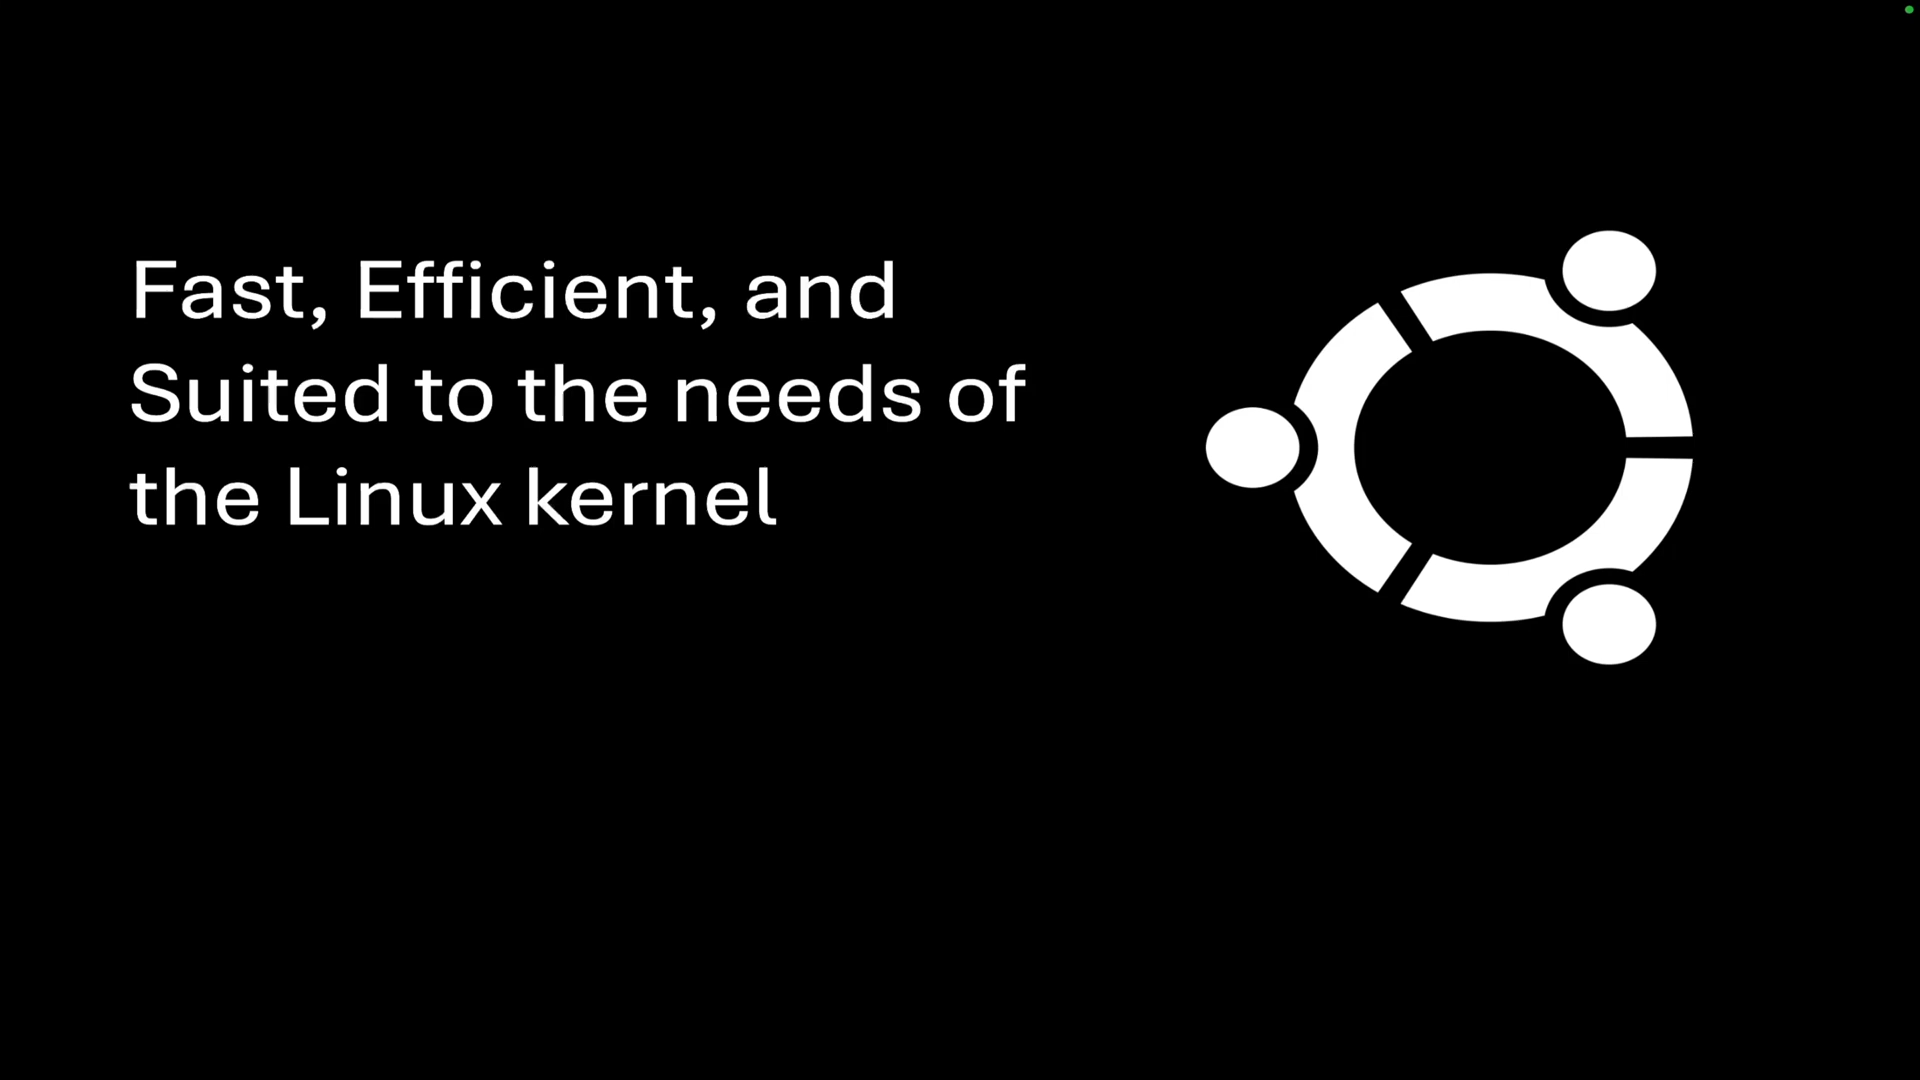 Fast, Efficient, and
Suited to the needs of
the Linux kernel